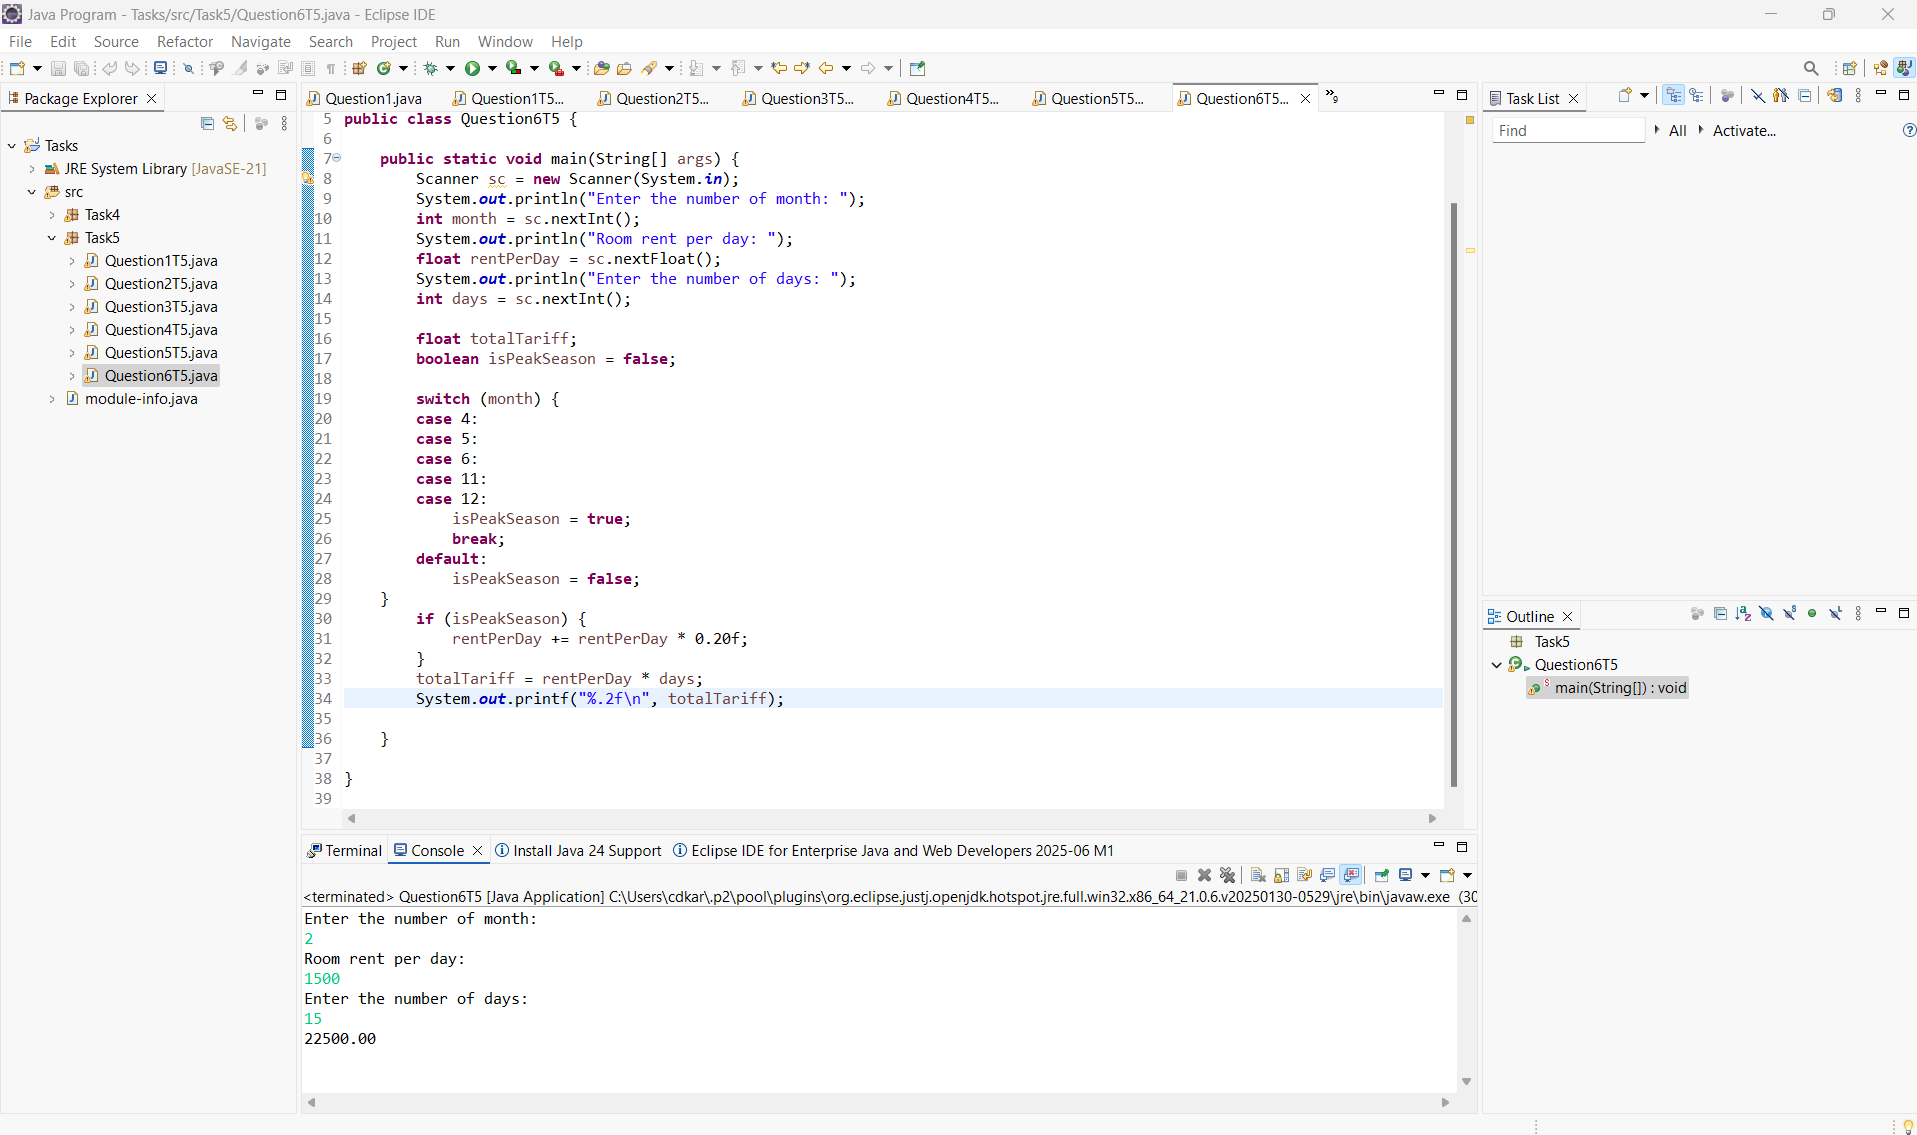 Java Program - Tasks/src/Task5/Question6T5.java - Eclipse IDE
File Edit Source Refactor Navigate Search Project Run Window Help
Package Explorer
Tasks
JRE System Library [JavaSE-21]
src
Task4
Task5
Question1T5.java
Question2T5.java
Question3T5.java
Question4T5.java
Question5T5.java
Question6T5.java
module-info.java
Question1.java Question1T5... Question2T5... Question3T5... Question4T5... Question5T5... Question6T5... »9
5 public class Question6T5 {
6
7 public static void main(String[] args) {
8 Scanner sc = new Scanner(System.in);
9 System.out.println("Enter the number of month: ");
10 int month = sc.nextInt();
11 System.out.println("Room rent per day: ");
12 float rentPerDay = sc.nextFloat();
13 System.out.println("Enter the number of days: ");
14 int days = sc.nextInt();
15
16 float totalTariff;
17 boolean isPeakSeason = false;
18
19 switch (month) {
20 case 4:
21 case 5:
22 case 6:
23 case 11:
24 case 12:
25 isPeakSeason = true;
26 break;
27 default:
28 isPeakSeason = false;
29 }
30 if (isPeakSeason) {
31 rentPerDay += rentPerDay * 0.20f;
32 }
33 totalTariff = rentPerDay * days;
34 System.out.printf("%.2f\n", totalTariff);
35
36 }
37
38 }
39
Terminal Console Install Java 24 Support Eclipse IDE for Enterprise Java and Web Developers 2025-06 M1
<terminated> Question6T5 [Java Application] C:\Users\cdkar\.p2\pool\plugins\org.eclipse.justj.openjdk.hotspot.jre.full.win32.x86_64_21.0.6.v20250130-0529\jre\bin\javaw.exe (30
Enter the number of month:
2
Room rent per day:
1500
Enter the number of days:
15
22500.00
Task List
Find All Activate...
Outline
Task5
Question6T5
main(String[]) : void